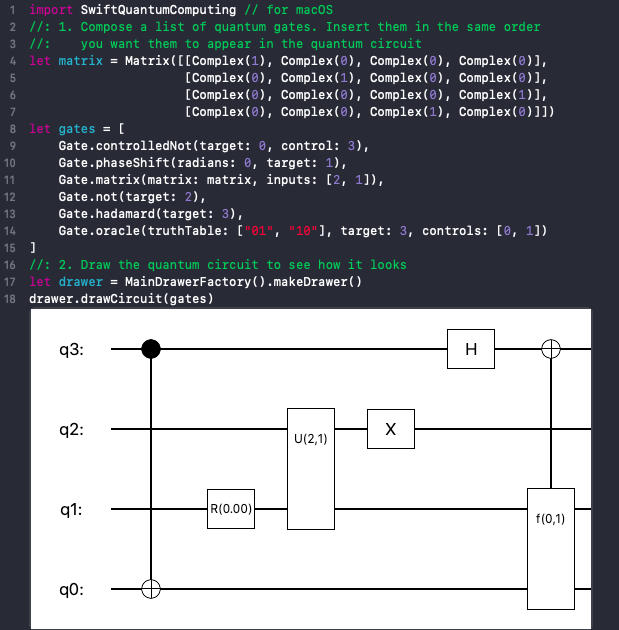 1 import SwiftQuantumComputing // for macOS
2 //: 1. Compose a list of quantum gates. Insert them in the same order
3 //:    you want them to appear in the quantum circuit
4 let matrix = Matrix([[Complex(1), Complex(0), Complex(0), Complex(0)],
5                      [Complex(0), Complex(1), Complex(0), Complex(0)],
6                      [Complex(0), Complex(0), Complex(0), Complex(1)],
7                      [Complex(0), Complex(0), Complex(1), Complex(0)]])
8 let gates = [
9     Gate.controlledNot(target: 0, control: 3),
10     Gate.phaseShift(radians: 0, target: 1),
11     Gate.matrix(matrix: matrix, inputs: [2, 1]),
12     Gate.not(target: 2),
13     Gate.hadamard(target: 3),
14     Gate.oracle(truthTable: ["01", "10"], target: 3, controls: [0, 1])
15 ]
16 //: 2. Draw the quantum circuit to see how it looks
17 let drawer = MainDrawerFactory().makeDrawer()
18 drawer.drawCircuit(gates)
q3: H
q2: U(2,1) X
q1: R(0.00) f(0,1)
q0: